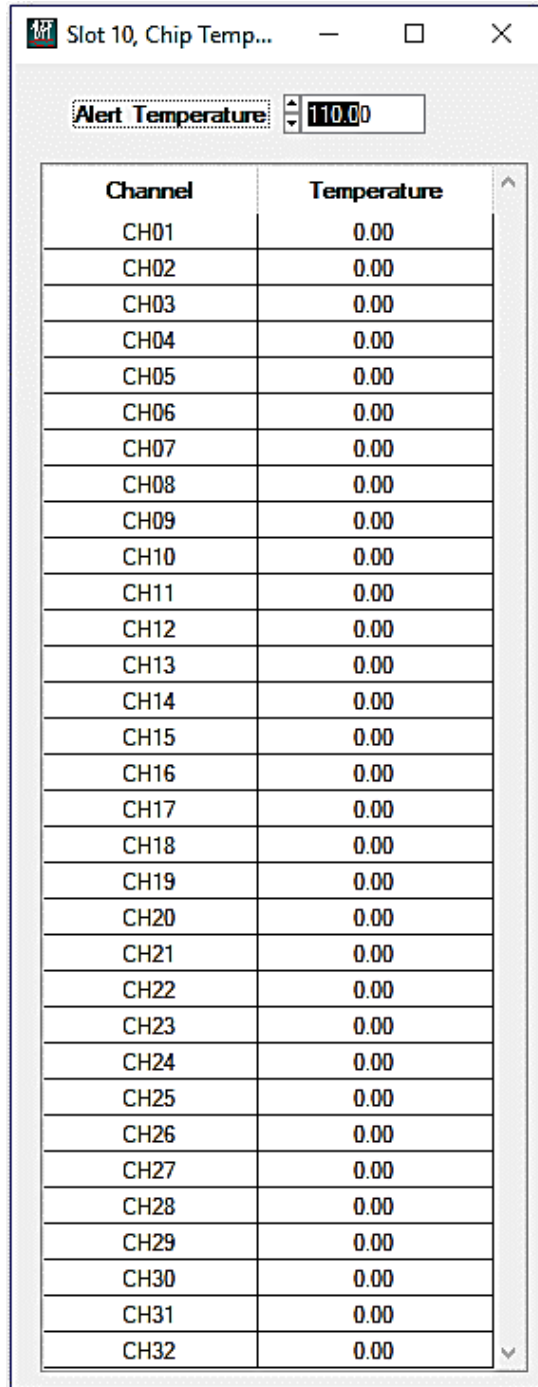 Slot 10, Chip Temp...
Alert Temperature 110.00
Channel Temperature
CH01 0.00
CH02 0.00
CH03 0.00
CH04 0.00
CH05 0.00
CH06 0.00
CH07 0.00
CH08 0.00
CH09 0.00
CH10 0.00
CH11 0.00
CH12 0.00
CH13 0.00
CH14 0.00
CH15 0.00
CH16 0.00
CH17 0.00
CH18 0.00
CH19 0.00
CH20 0.00
CH21 0.00
CH22 0.00
CH23 0.00
CH24 0.00
CH25 0.00
CH26 0.00
CH27 0.00
CH28 0.00
CH29 0.00
CH30 0.00
CH31 0.00
CH32 0.00